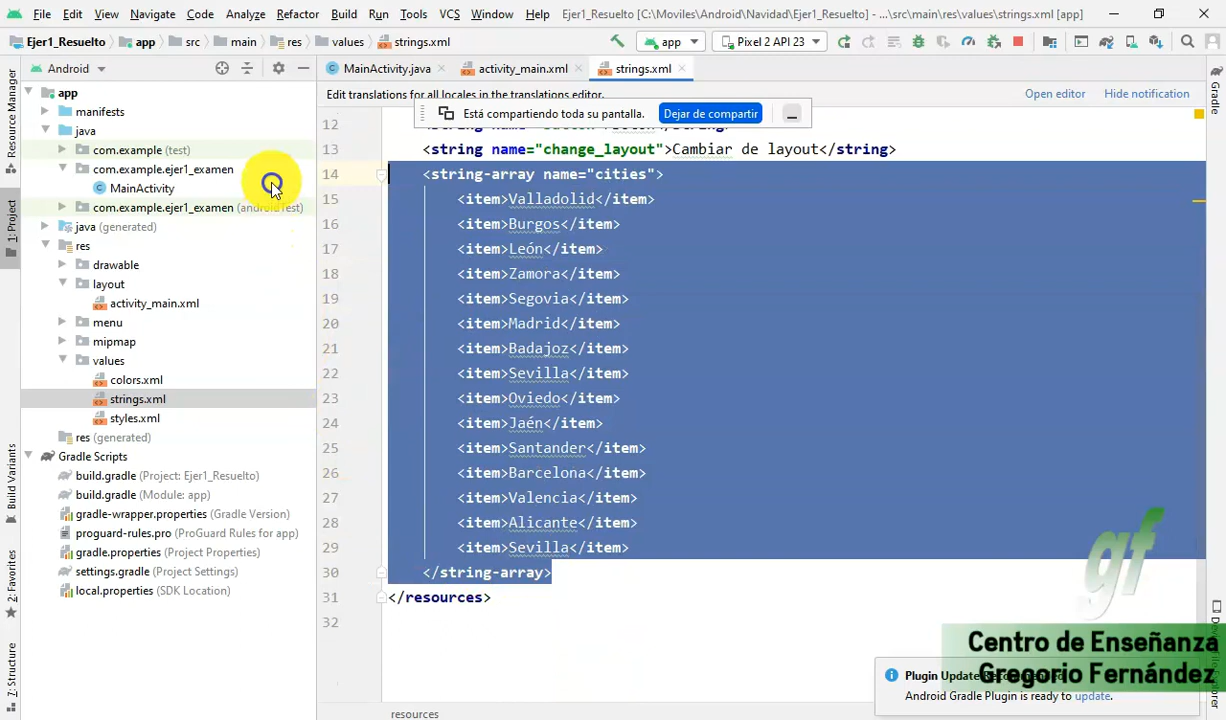 File Edit View Navigate Code Analyze Refactor Build Run Tools VCS Window Help Ejer1_Resuelto [C:\Moviles\Android\Navidad\Ejer1_Resuelto] - ...\src\main\res\values\strings.xml [app]
Ejer1_Resuelto app src main res values strings.xml app Pixel 2 API 23
Android MainActivity.java activity_main.xml strings.xml
Edit translations for all locales in the translations editor. Open editor Hide notification
Está compartiendo toda su pantalla. Dejar de compartir
Resource Manager
1: Project
Build Variants
2: Favorites
7: Structure
app
manifests
java
com.example (test)
com.example.ejer1_examen
MainActivity
com.example.ejer1_examen (androidTest)
java (generated)
res
drawable
layout
activity_main.xml
menu
mipmap
values
colors.xml
strings.xml
styles.xml
res (generated)
Gradle Scripts
build.gradle (Project: Ejer1_Resuelto)
build.gradle (Module: app)
gradle-wrapper.properties (Gradle Version)
proguard-rules.pro (ProGuard Rules for app)
gradle.properties (Project Properties)
settings.gradle (Project Settings)
local.properties (SDK Location)
12
13 <string name="change_layout">Cambiar de layout</string>
14 <string-array name="cities">
15 <item>Valladolid</item>
16 <item>Burgos</item>
17 <item>León</item>
18 <item>Zamora</item>
19 <item>Segovia</item>
20 <item>Madrid</item>
21 <item>Badajoz</item>
22 <item>Sevilla</item>
23 <item>Oviedo</item>
24 <item>Jaén</item>
25 <item>Santander</item>
26 <item>Barcelona</item>
27 <item>Valencia</item>
28 <item>Alicante</item>
29 <item>Sevilla</item>
30 </string-array>
31 </resources>
32
resources
Gradle
gf
Centro de Enseñanza
Gregorio Fernández
Plugin Update
Android Gradle Plugin is ready to update.